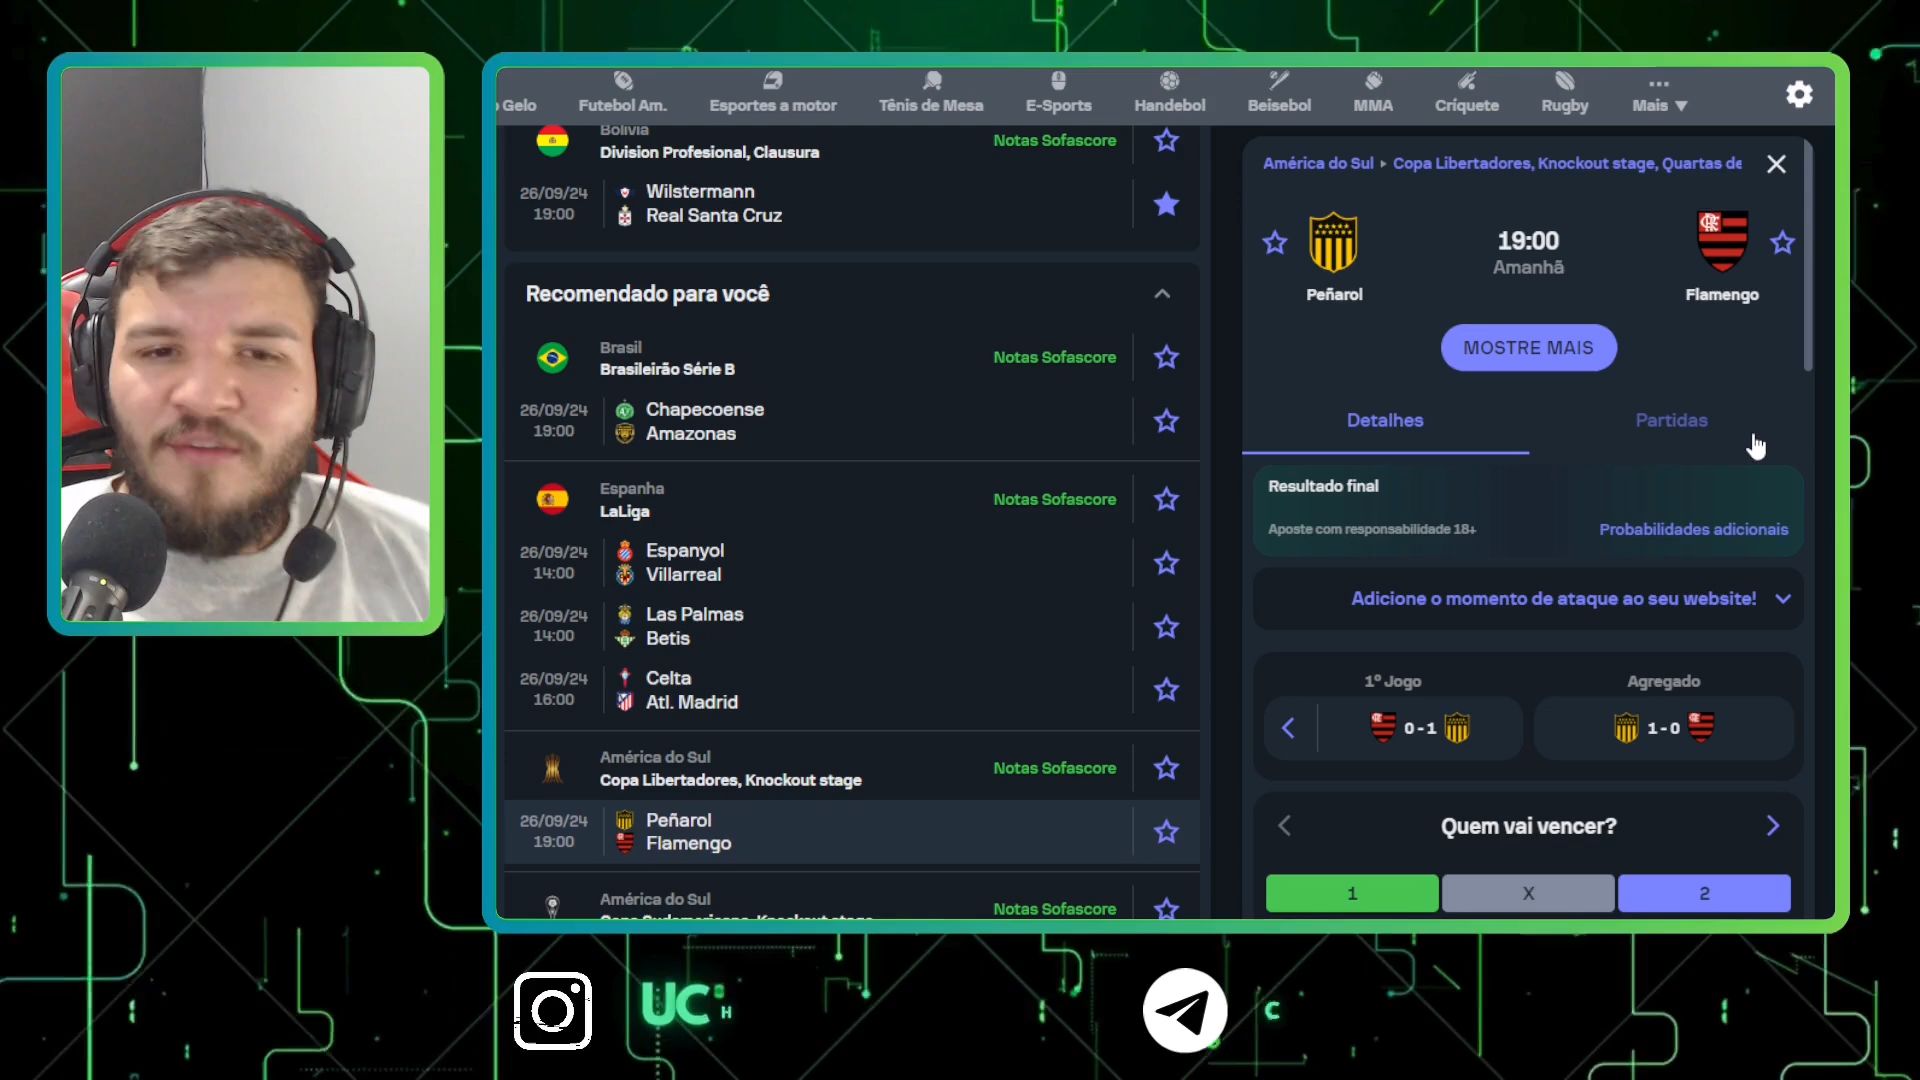 Gelo
Futebol Am.
Esportes a motor
Tênis de Mesa
E-Sports
Handebol
Beisebol
MMA
Críquete
Rugby
Mais ▼
Bolívia
Division Profesional, Clausura
Notas Sofascore
26/09/24
19:00
Wilstermann
Real Santa Cruz
Recomendado para você
Brasil
Brasileirão Série B
Notas Sofascore
26/09/24
19:00
Chapecoense
Amazonas
Espanha
LaLiga
Notas Sofascore
26/09/24
14:00
Espanyol
Villarreal
26/09/24
14:00
Las Palmas
Betis
26/09/24
16:00
Celta
Atl. Madrid
América do Sul
Copa Libertadores, Knockout stage
Notas Sofascore
26/09/24
19:00
Peñarol
Flamengo
América do Sul
Copa Sudamericana, Knockout stage
Notas Sofascore
América do Sul ▸ Copa Libertadores, Knockout stage, Quartas de
19:00
Amanhã
Peñarol
Flamengo
MOSTRE MAIS
Detalhes
Partidas
Resultado final
Aposte com responsabilidade 18+
Probabilidades adicionais
Adicione o momento de ataque ao seu website!
1º Jogo
Agregado
0-1
1-0
Quem vai vencer?
1
X
2
UC
H
C